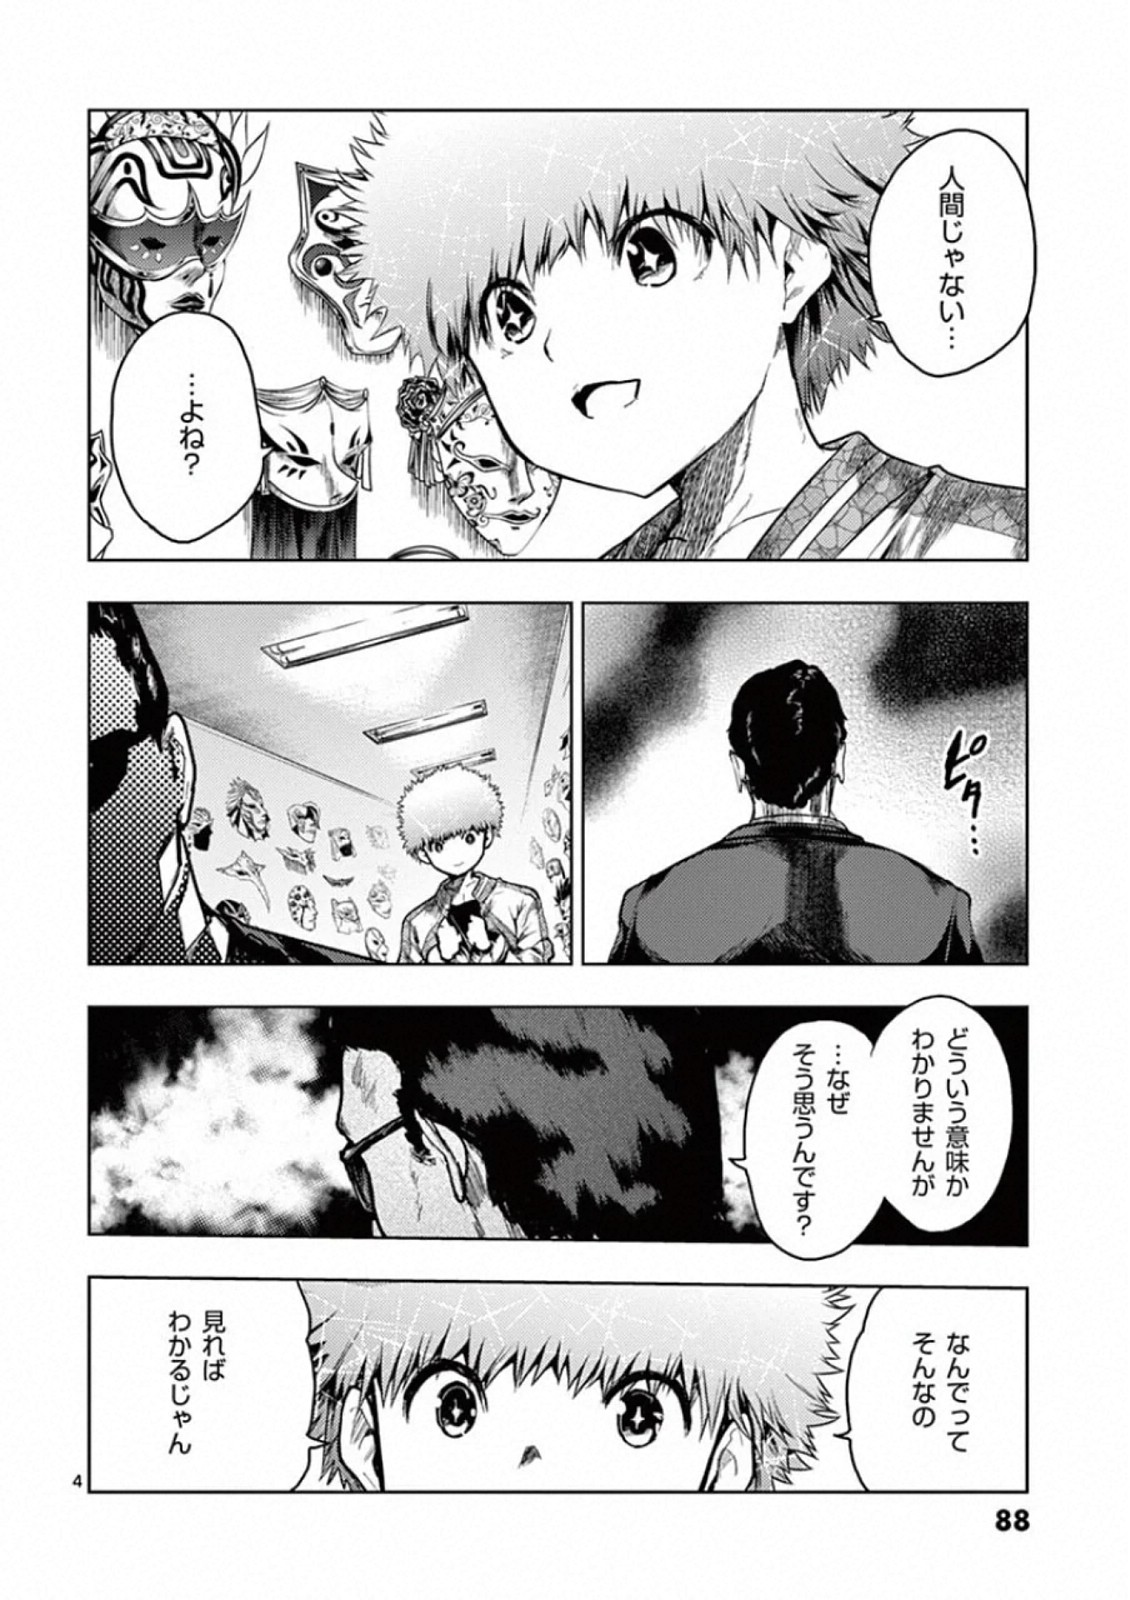 人間じゃない…
…よね？
ピタ…
どういう意味か
わかりませんが
…なぜ
そう思うんです？
なんでって
そんなの
見れば
わかるじゃん
4
88